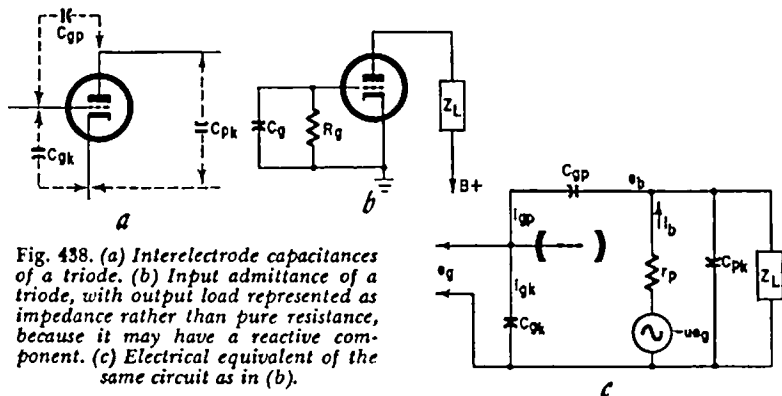 Cgp
Cgk
Cpk
a
Cg
Rg
ZL
B+
b
Fig. 438. (a) Interelectrode capacitances
of a triode. (b) Input admittance of a
triode, with output load represented as
impedance rather than pure resistance,
because it may have a reactive com-
ponent. (c) Electrical equivalent of the
same circuit as in (b).
Cgp
eb
Igp
Ib
eg
Igk
rp
Cpk
ZL
Cgk
-ueg
c